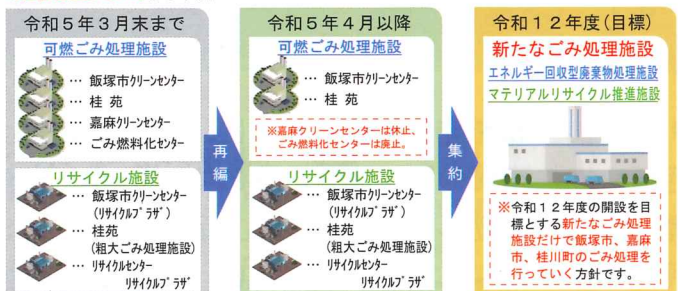 令和５年３月末まで
可燃ごみ処理施設
… 飯塚市クリーンセンター
… 桂 苑
… 嘉麻クリーンセンター
… ごみ燃料化センター
リサイクル施設
… 飯塚市クリーンセンター
(リサイクルプラザ)
… 桂苑
(粗大ごみ処理施設)
… リサイクルセンター
リサイクルプラザ
再編
令和５年４月以降
可燃ごみ処理施設
… 飯塚市クリーンセンター
… 桂 苑
※嘉麻クリーンセンターは休止、
ごみ燃料化センターは廃止。
リサイクル施設
… 飯塚市クリーンセンター
(リサイクルプラザ)
… 桂苑
(粗大ごみ処理施設)
… リサイクルセンター
リサイクルプラザ
集約
令和１２年度(目標)
新たなごみ処理施設
エネルギー回収型廃棄物処理施設
マテリアルリサイクル推進施設
※令和１２年度の開設を目
標とする新たなごみ処理
施設だけで飯塚市、嘉麻
市、桂川町のごみ処理を
行っていく方針です。